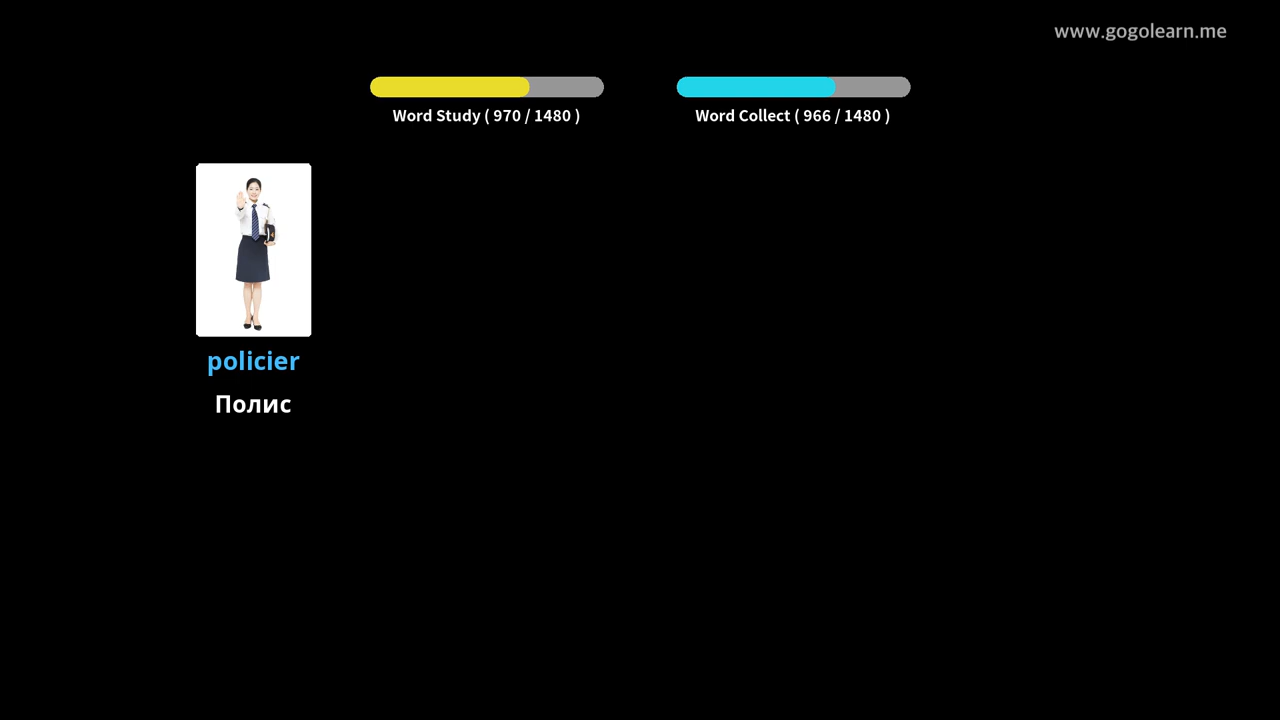 www.gogolearn.me
Word Study ( 970 / 1480 )
Word Collect ( 966 / 1480 )
policier
Полис